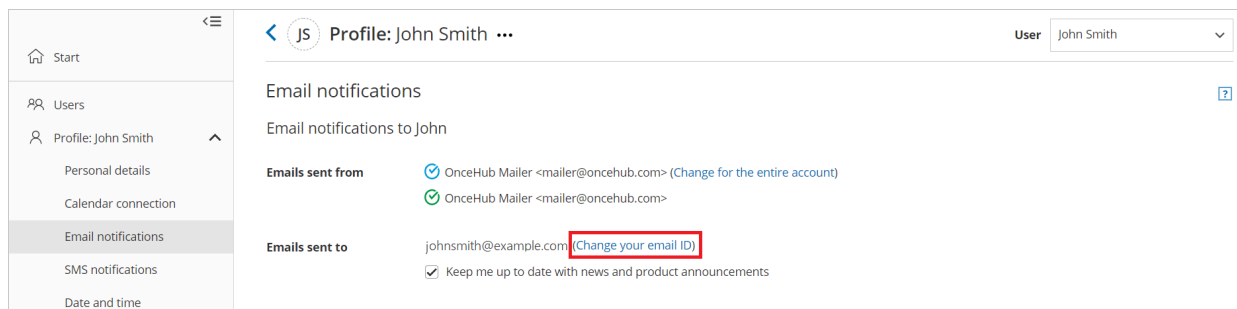 JS Profile: John Smith •••
User John Smith
Start
Email notifications
?
Users
Email notifications to John
Profile: John Smith
Personal details
Emails sent from OnceHub Mailer <mailer@oncehub.com> (Change for the entire account)
Calendar connection
OnceHub Mailer <mailer@oncehub.com>
Email notifications
Emails sent to johnsmith@example.com (Change your email ID)
SMS notifications
Keep me up to date with news and product announcements
Date and time